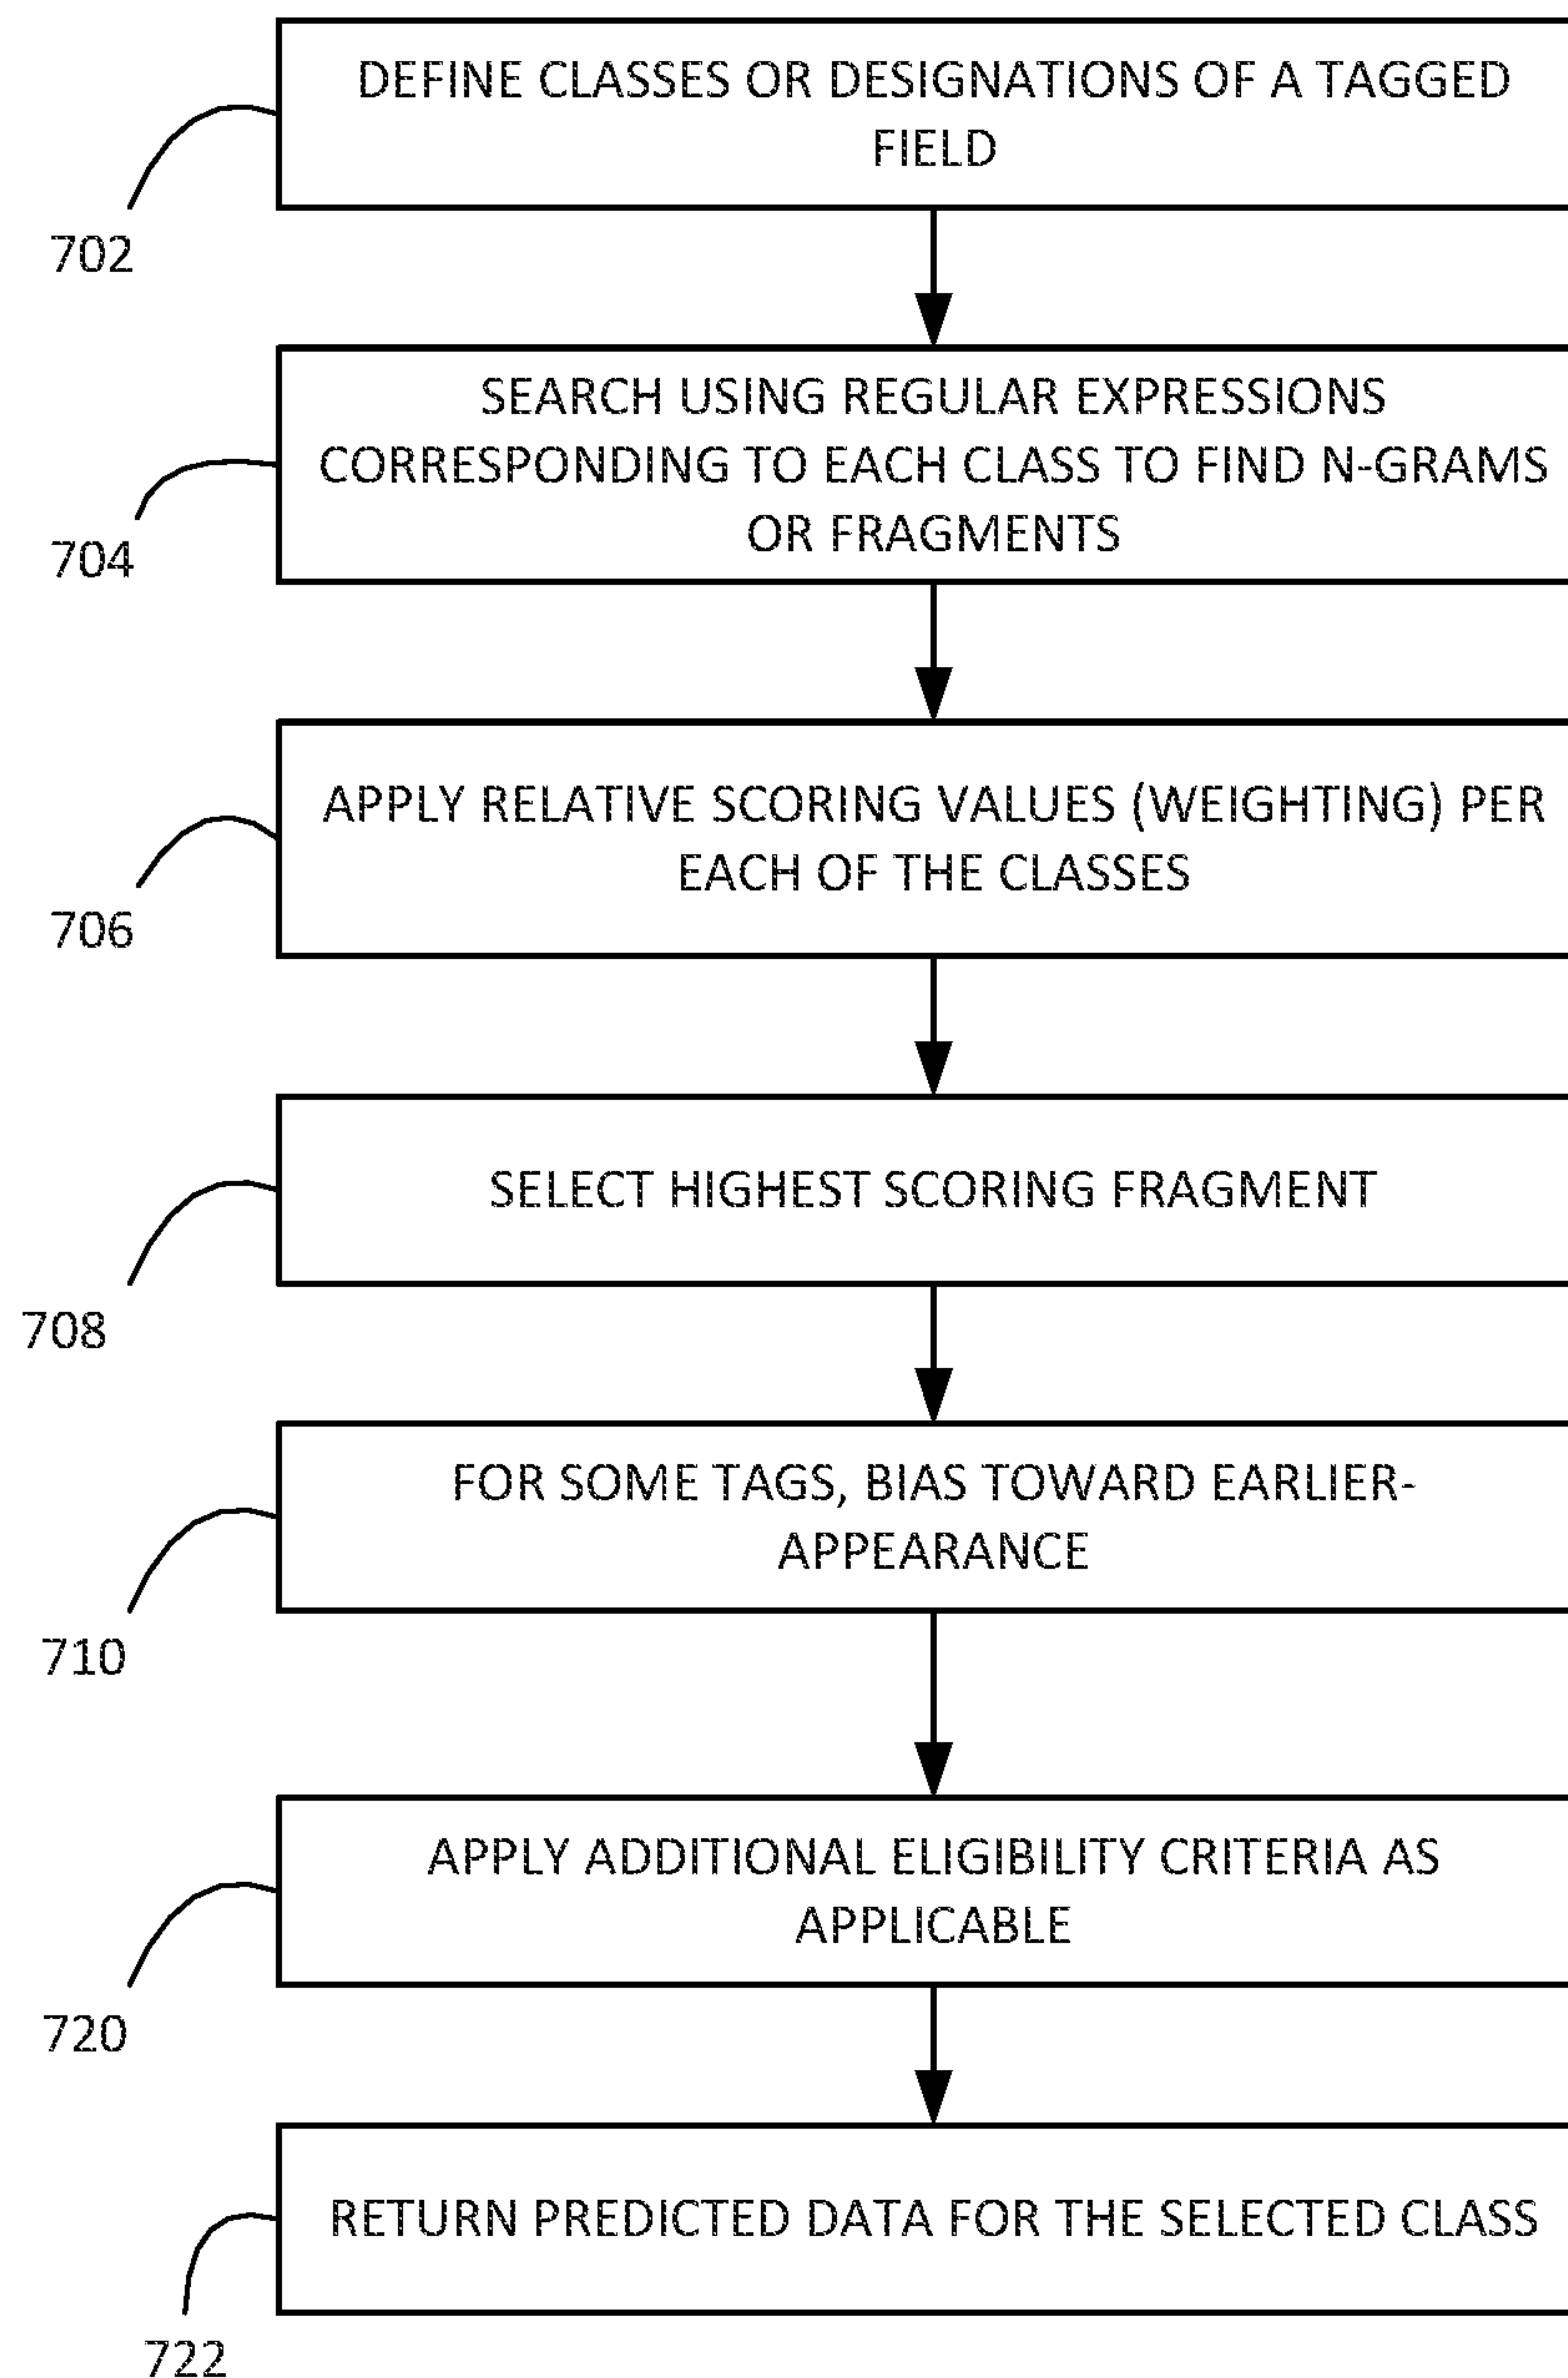 DEFINE CLASSES OR DESIGNATIONS OF A TAGGED
FIELD
702
SEARCH USING REGULAR EXPRESSIONS
CORRESPONDING TO EACH CLASS TO FIND N-GRAMS
OR FRAGMENTS
704
APPLY RELATIVE SCORING VALUES (WEIGHTING) PER
EACH OF THE CLASSES
706
SELECT HIGHEST SCORING FRAGMENT
708
FOR SOME TAGS, BIAS TOWARD EARLIER-
APPEARANCE
710
APPLY ADDITIONAL ELIGIBILITY CRITERIA AS
APPLICABLE
720
RETURN PREDICTED DATA FOR THE SELECTED CLASS
722